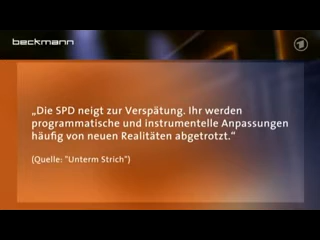 beckmann
„Die SPD neigt zur Verspätung. Ihr werden
programmatische und instrumentelle Anpassungen
häufig von neuen Realitäten abgetrotzt.“
(Quelle: "Unterm Strich")